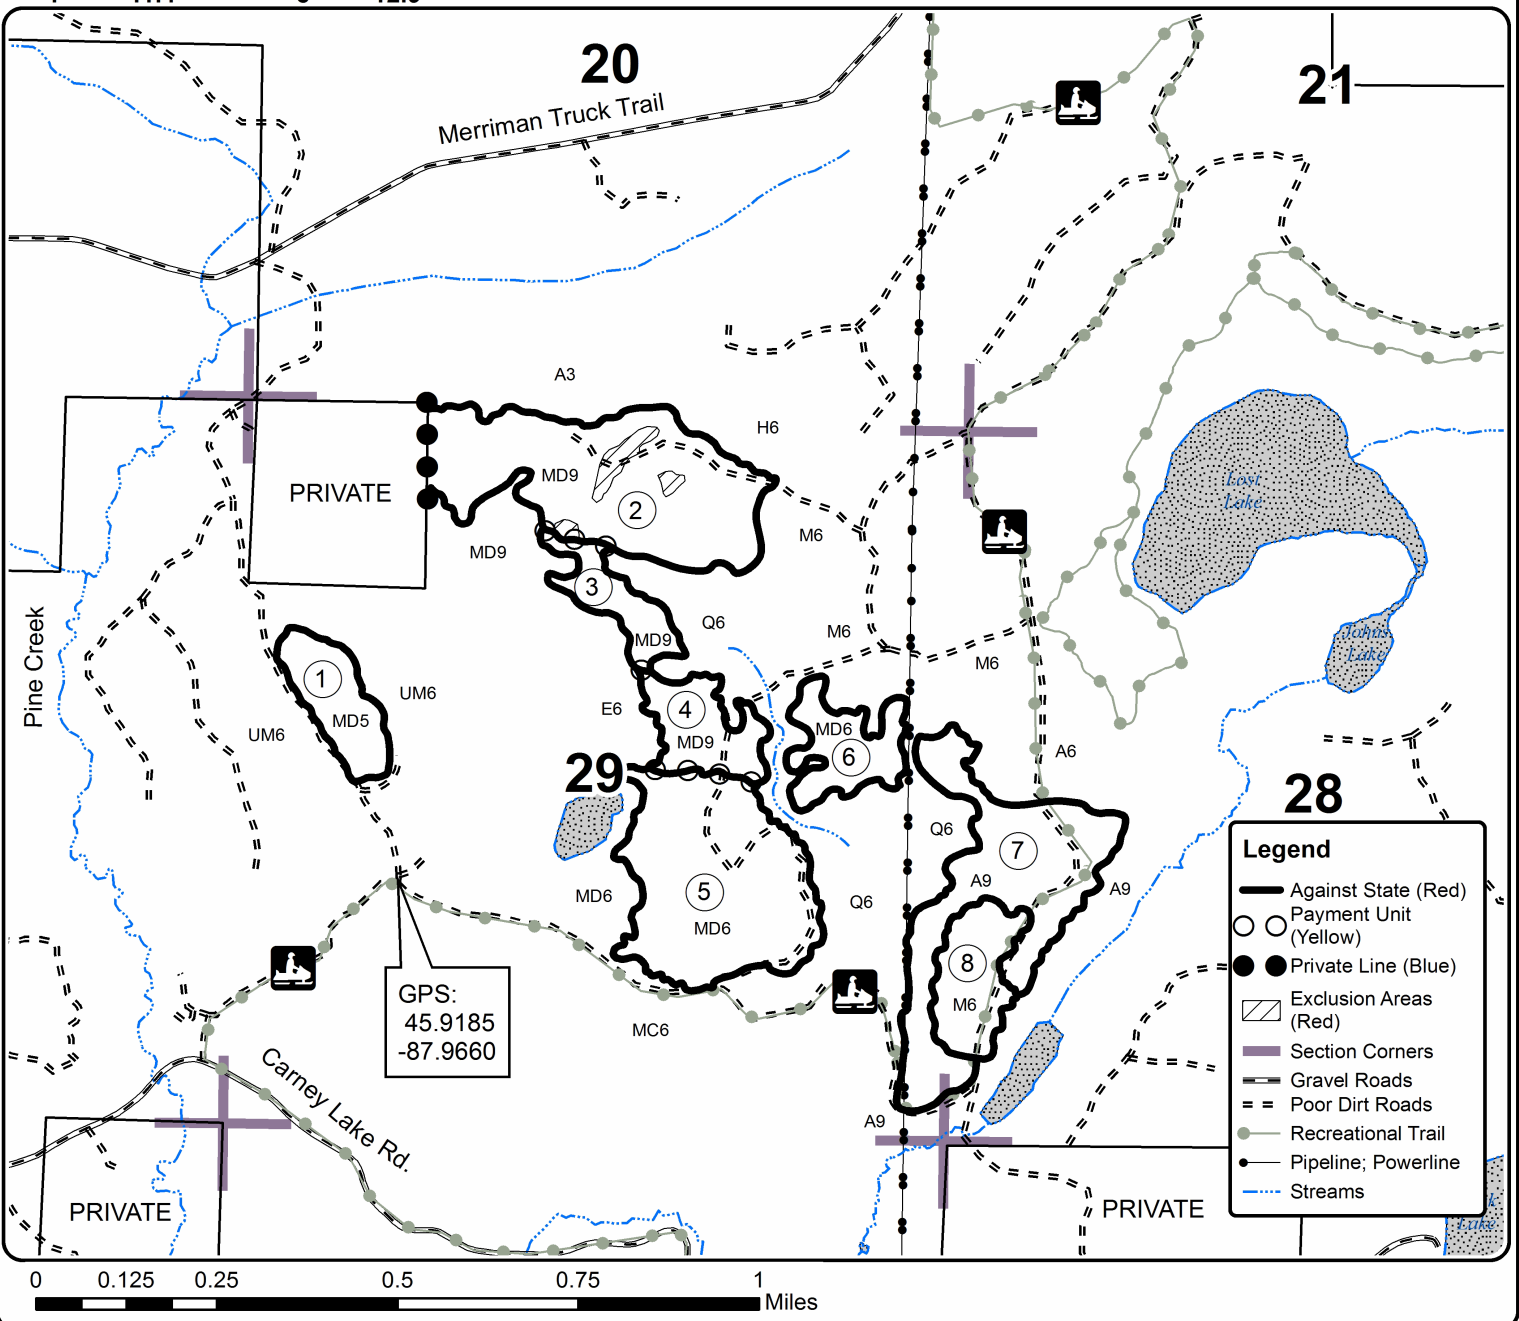 20
21
Merriman Truck Trail
A3
H6
MD9
PRIVATE
2
M6
MD9
3
Lost
Lake
Pine Creek
Q6
M6
MD9
M6
1
UM6
MD5
UM6
E6
4
MD9
MD6
6
A6
29
28
Q6
7
A9
A9
MD6
5
MD6
Q6
8
M6
MC6
A9
GPS:
45.9185
-87.9660
Carney Lake Rd.
PRIVATE
PRIVATE
Legend
Against State (Red)
Payment Unit
(Yellow)
Private Line (Blue)
Exclusion Areas
(Red)
Section Corners
Gravel Roads
Poor Dirt Roads
Recreational Trail
Pipeline; Powerline
Streams
Lake
0 0.125 0.25 0.5 0.75 1
Miles